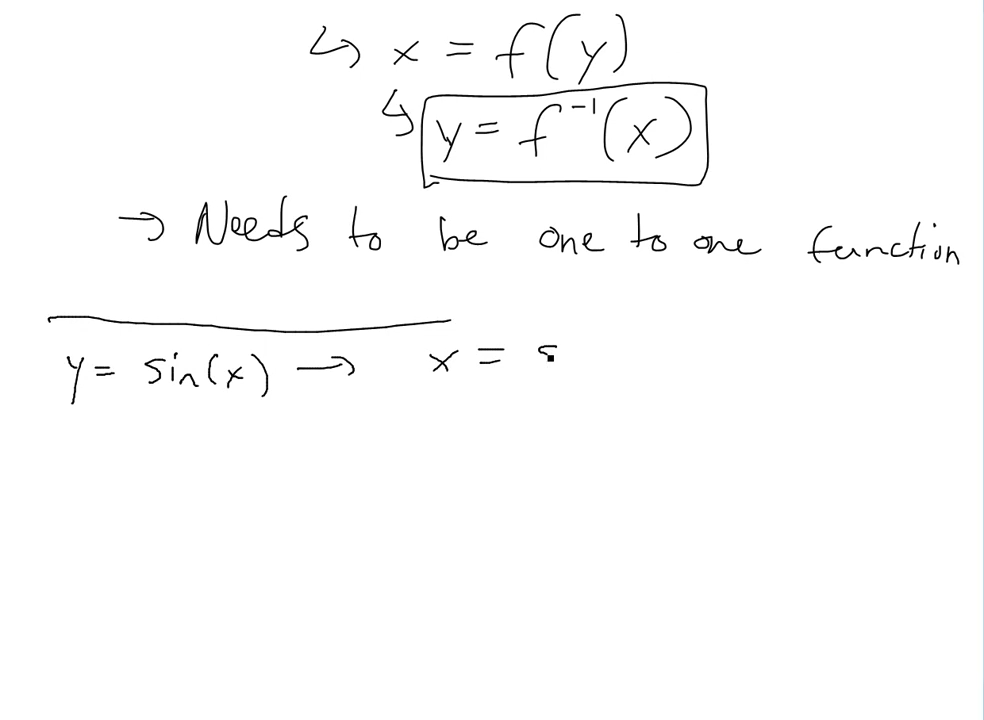 ↪ x = f(y)
↪ y = f⁻¹(x)
→ Needs to be one to one function
y = sin(x) → x = s